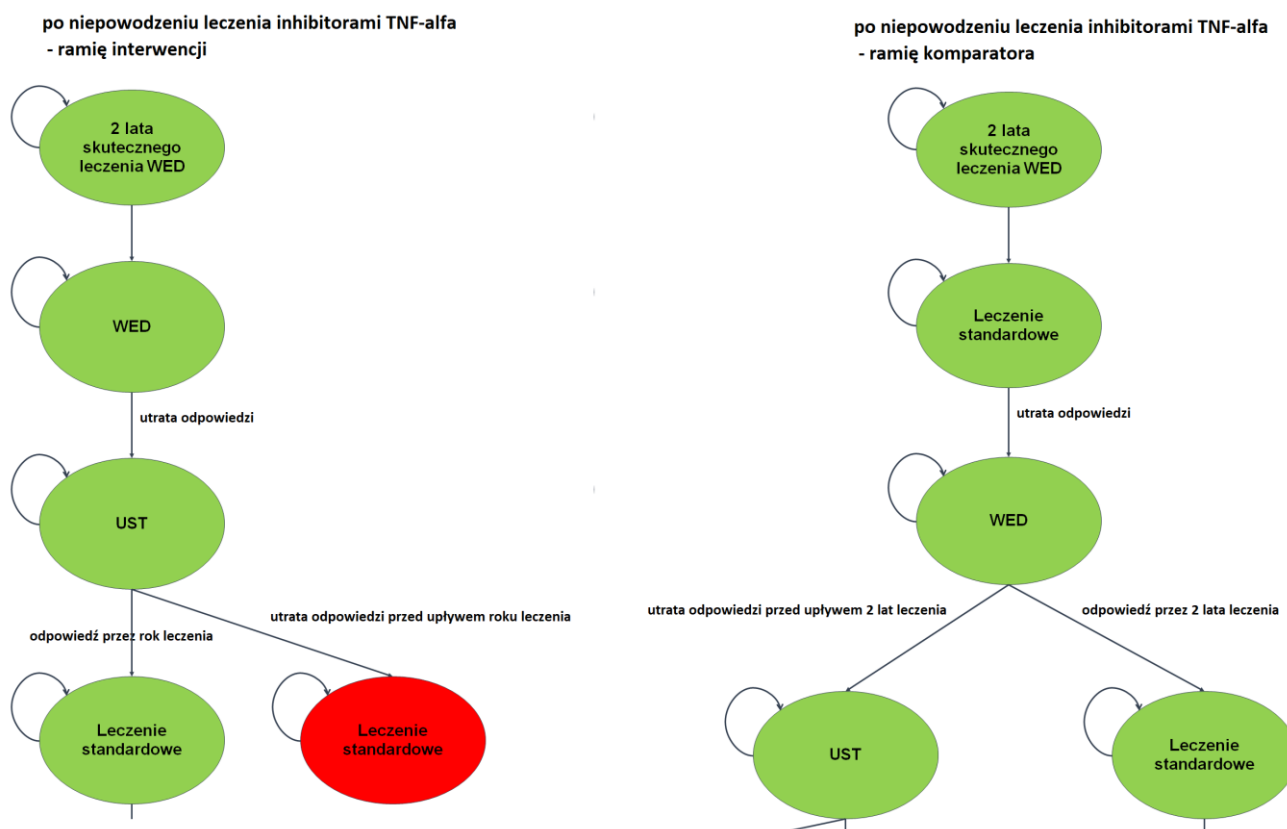 po niepowodzeniu leczenia inhibitorami TNF-alfa
- ramię interwencji
2 lata
skutecznego
leczenia WED
WED
utrata odpowiedzi
UST
utrata odpowiedzi przed upływem roku leczenia
odpowiedź przez rok leczenia
Leczenie
standardowe
Leczenie
standardowe
po niepowodzeniu leczenia inhibitorami TNF-alfa
- ramię komparatora
2 lata
skutecznego
leczenia WED
Leczenie
standardowe
utrata odpowiedzi
WED
utrata odpowiedzi przed upływem 2 lat leczenia
odpowiedź przez 2 lata leczenia
UST
Leczenie
standardowe